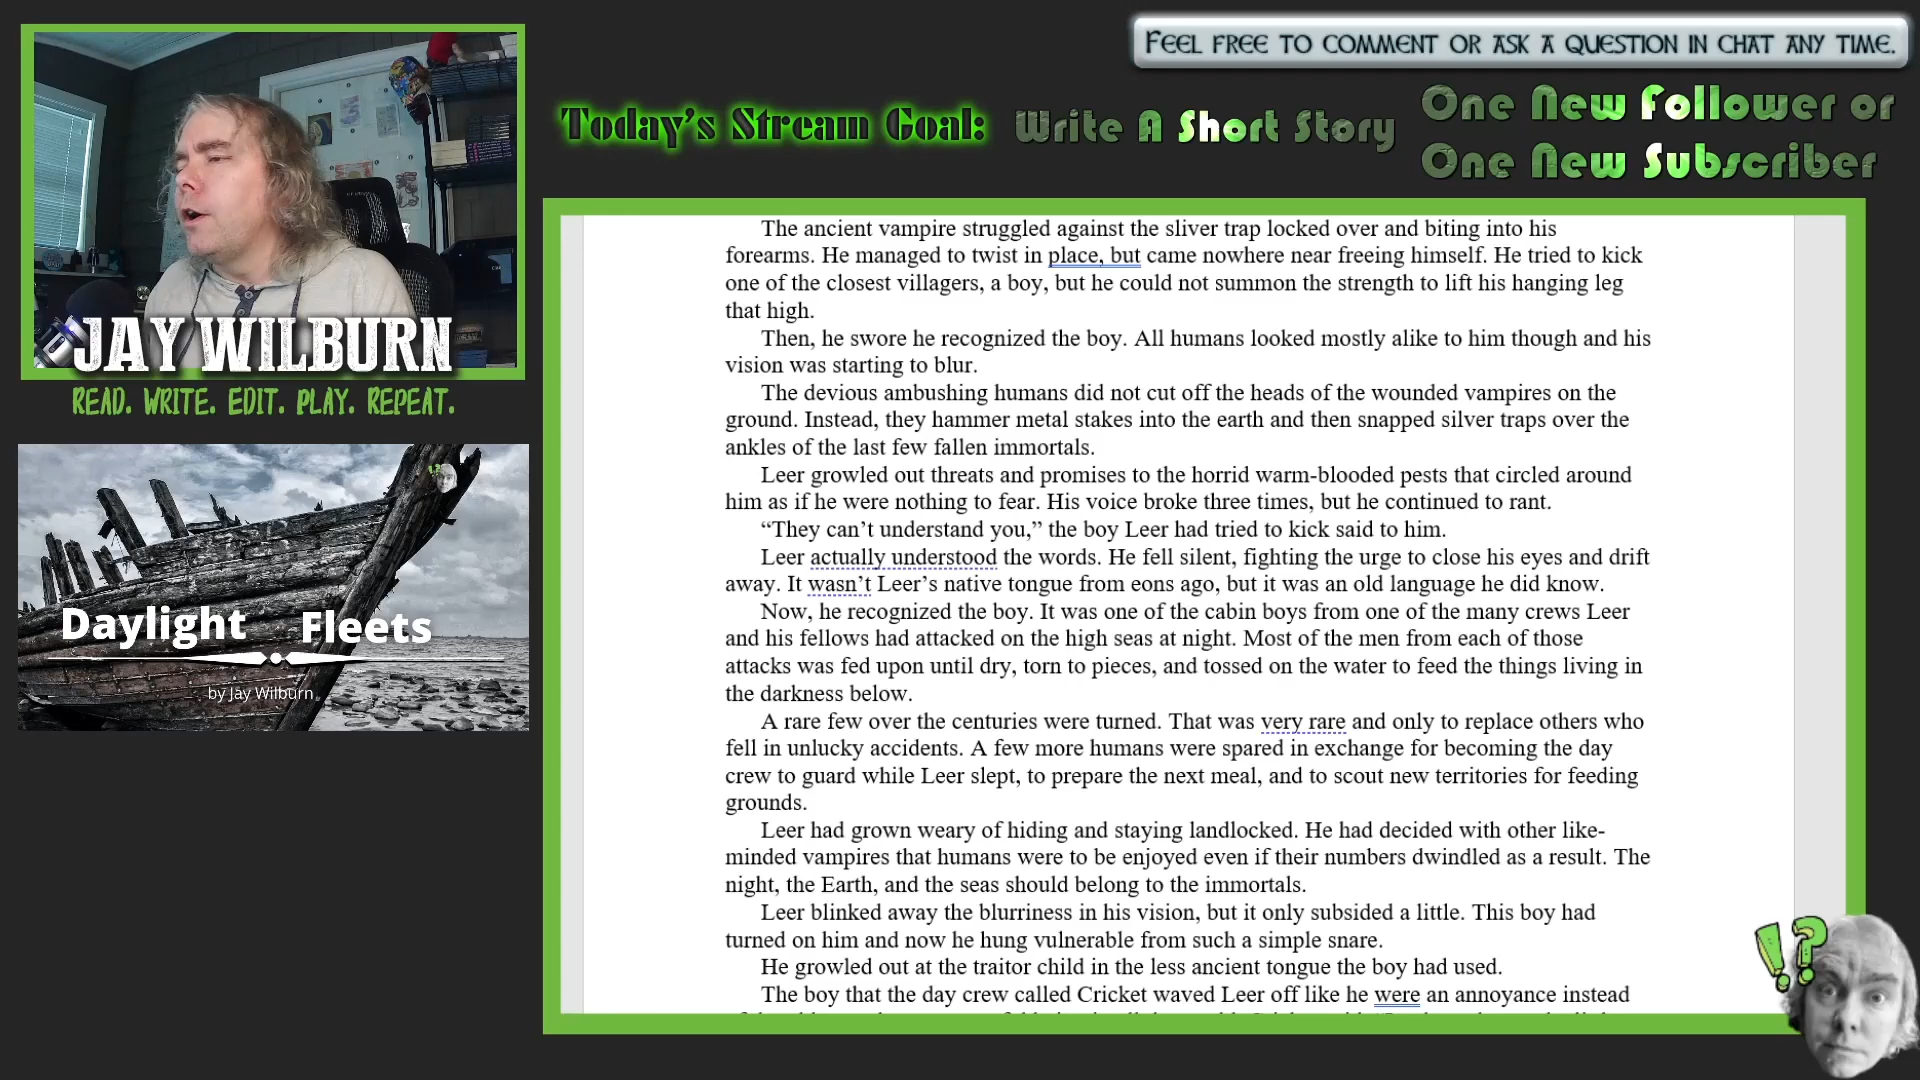 FEEL FREE TO COMMENT OR ASK A QUESTION IN CHAT ANY TIME.
Today's Stream Goal:
Write A Short Story
One New Follower or
One New Subscriber
JAY WILBURN
READ. WRITE. EDIT. PLAY. REPEAT.
Daylight Fleets
by Jay Wilburn
The ancient vampire struggled against the sliver trap locked over and biting into his
forearms. He managed to twist in place, but came nowhere near freeing himself. He tried to kick
one of the closest villagers, a boy, but he could not summon the strength to lift his hanging leg
that high.
Then, he swore he recognized the boy. All humans looked mostly alike to him though and his
vision was starting to blur.
The devious ambushing humans did not cut off the heads of the wounded vampires on the
ground. Instead, they hammer metal stakes into the earth and then snapped silver traps over the
ankles of the last few fallen immortals.
Leer growled out threats and promises to the horrid warm-blooded pests that circled around
him as if he were nothing to fear. His voice broke three times, but he continued to rant.
“They can’t understand you,” the boy Leer had tried to kick said to him.
Leer actually understood the words. He fell silent, fighting the urge to close his eyes and drift
away. It wasn’t Leer’s native tongue from eons ago, but it was an old language he did know.
Now, he recognized the boy. It was one of the cabin boys from one of the many crews Leer
and his fellows had attacked on the high seas at night. Most of the men from each of those
attacks was fed upon until dry, torn to pieces, and tossed on the water to feed the things living in
the darkness below.
A rare few over the centuries were turned. That was very rare and only to replace others who
fell in unlucky accidents. A few more humans were spared in exchange for becoming the day
crew to guard while Leer slept, to prepare the next meal, and to scout new territories for feeding
grounds.
Leer had grown weary of hiding and staying landlocked. He had decided with other like-
minded vampires that humans were to be enjoyed even if their numbers dwindled as a result. The
night, the Earth, and the seas should belong to the immortals.
Leer blinked away the blurriness in his vision, but it only subsided a little. This boy had
turned on him and now he hung vulnerable from such a simple snare.
He growled out at the traitor child in the less ancient tongue the boy had used.
The boy that the day crew called Cricket waved Leer off like he were an annoyance instead
!?